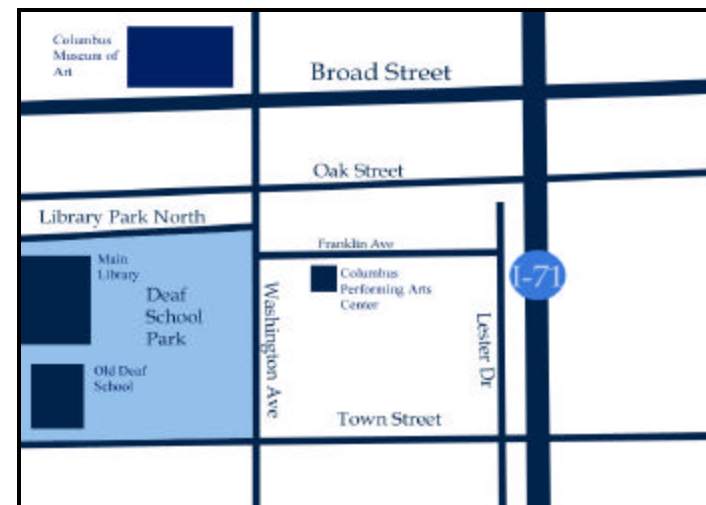 Columbus
Museum of
Art
Broad Street
Oak Street
Library Park North
Franklin Ave
Main
Library
Columbus
Performing Arts
Center
I-71
Deaf
School
Park
Washington Ave
Lester Dr
Old Deaf
School
Town Street